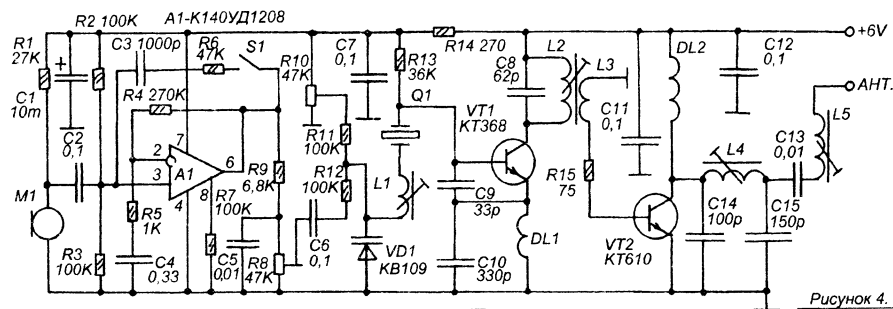 A1-К140УД1208
R1
27K
C1
10m
R2 100K
C3 1000p
R6
47K
S1
R4 270K
C2
0,1
M1
R3
100K
2
3
7
4
8
6
A1
R5
1K
C4
0,33
R7
100K
R9
6,8K
C5
0,01
R8
47K
R10
47K
C7
0,1
R11
100K
R12
100K
C6
0,1
VD1
KB109
L1
R13
36K
Q1
R14 270
C8
62p
VT1
KT368
C9
33p
C10
330p
DL1
L2
L3
R15
75
C11
0,1
VT2
KT610
DL2
C12
0,1
L4
C14
100p
C15
150p
C13
0,01
L5
+6V
АНТ.
Рисунок 4.